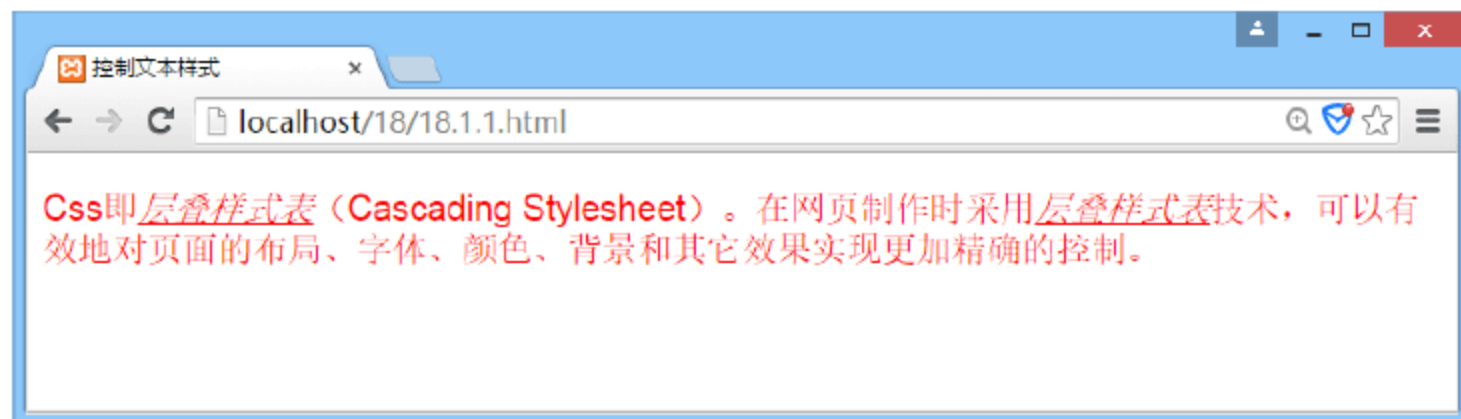 控制文本样式
localhost/18/18.1.1.html
Css即层叠样式表（Cascading Stylesheet）。在网页制作时采用层叠样式表技术，可以有
效地对页面的布局、字体、颜色、背景和其它效果实现更加精确的控制。